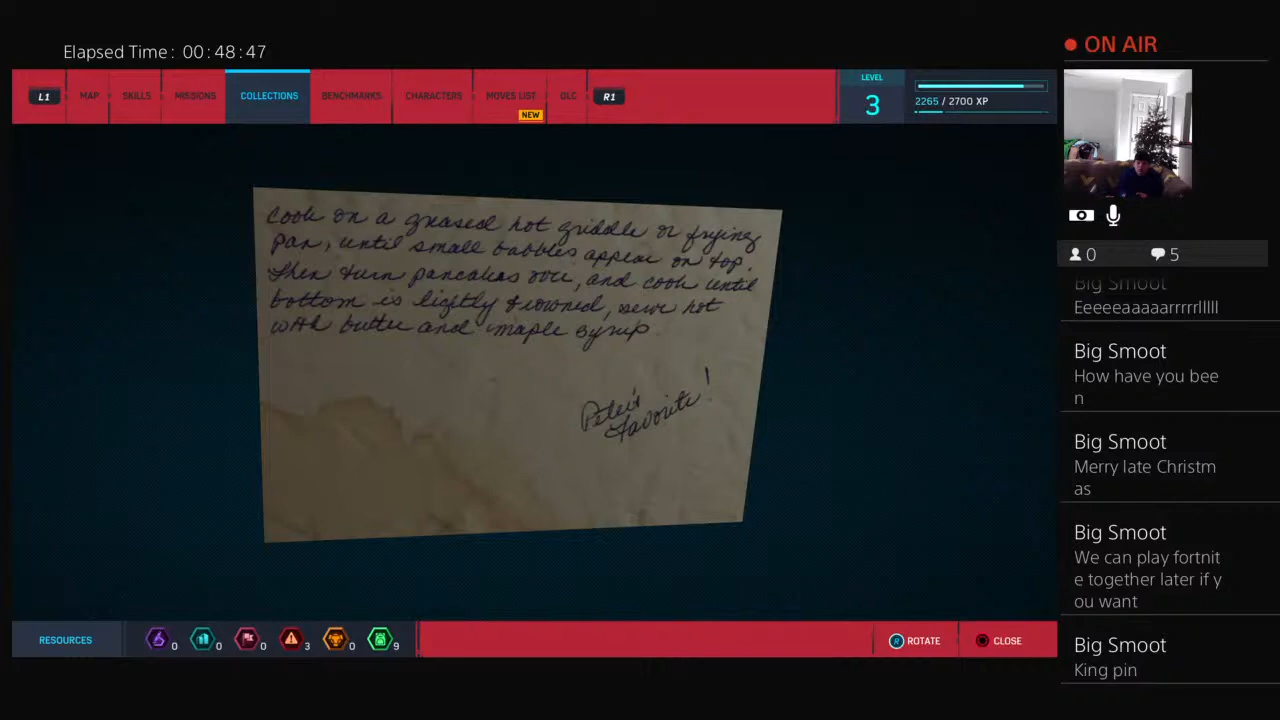 Elapsed Time: 00:48:47
ON AIR
L1 MAP SKILLS MISSIONS COLLECTIONS BENCHMARKS CHARACTERS MOVES LIST NEW DLC R1
LEVEL
3
2265 / 2700 XP
Cook on a greased hot griddle or frying
pan, until small bubbles appear on top.
Then turn pancakes over, and cook until
bottom is lightly browned, serve hot
with butter and maple syrup.
Peter's
favorite!
0 5
Big Smoot
Eeeeeaaaaarrrrrlllll
Big Smoot
How have you bee
n
Big Smoot
Merry late Christm
as
Big Smoot
We can play fortnit
e together later if y
ou want
Big Smoot
King pin
RESOURCES 0 0 0 3 0 9
R ROTATE CLOSE